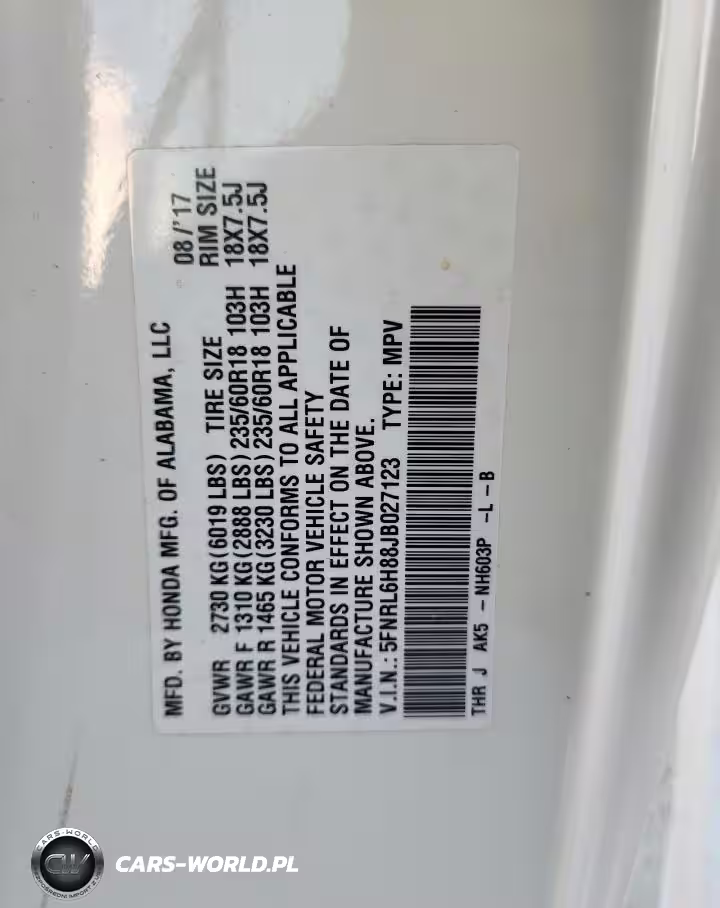 MFD. BY HONDA MFG. OF ALABAMA, LLC 08/'17
GVWR 2730 KG (6019 LBS) TIRE SIZE RIM SIZE
GAWR F 1310 KG (2888 LBS) 235/60R18 103H 18X7.5J
GAWR R 1465 KG (3230 LBS) 235/60R18 103H 18X7.5J
THIS VEHICLE CONFORMS TO ALL APPLICABLE
FEDERAL MOTOR VEHICLE SAFETY
STANDARDS IN EFFECT ON THE DATE OF
MANUFACTURE SHOWN ABOVE.
V.I.N.: 5FNRL6H88JB027123 TYPE: MPV
THR J AK5 - NH603P -L-B
CARS-WORLD
CW
CARS-WORLD.PL